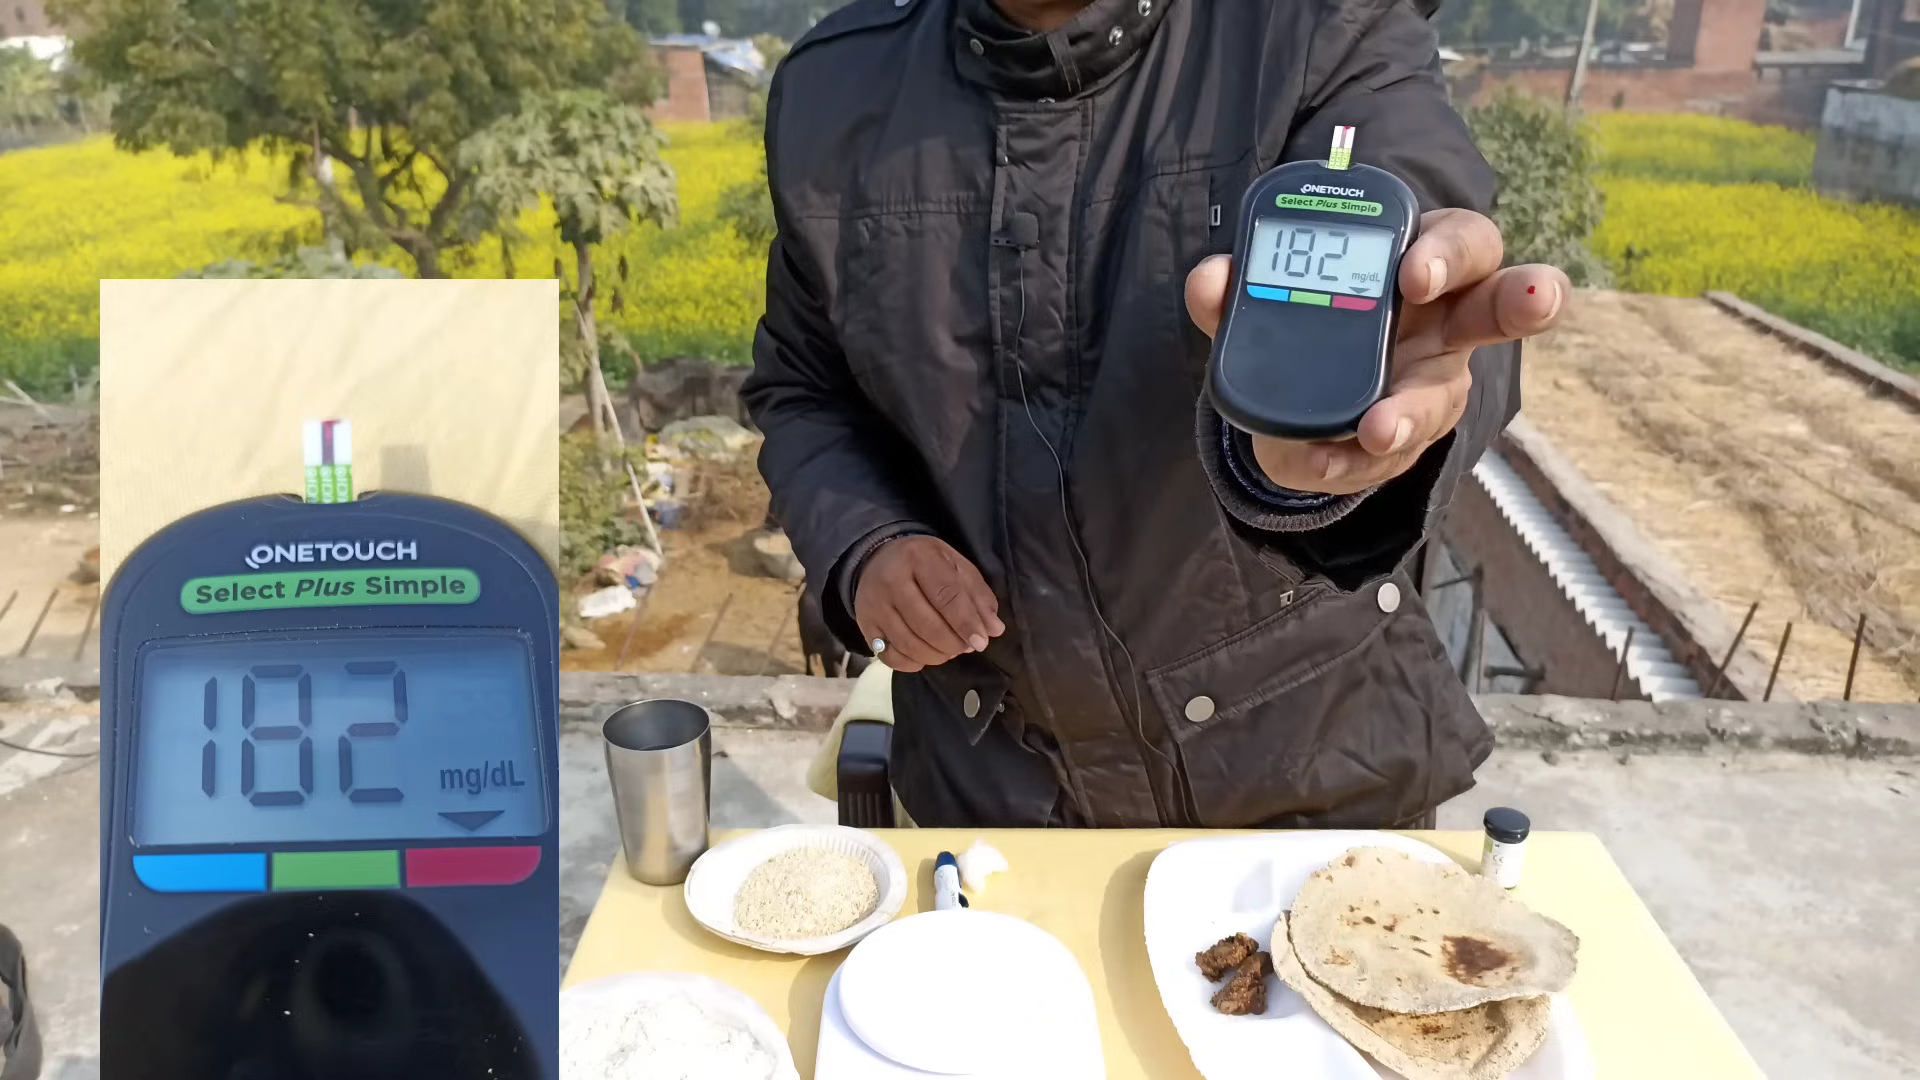 ONETOUCH
Select Plus Simple
182
mg/dL
ONETOUCH
Select Plus Simple
182
mg/dL